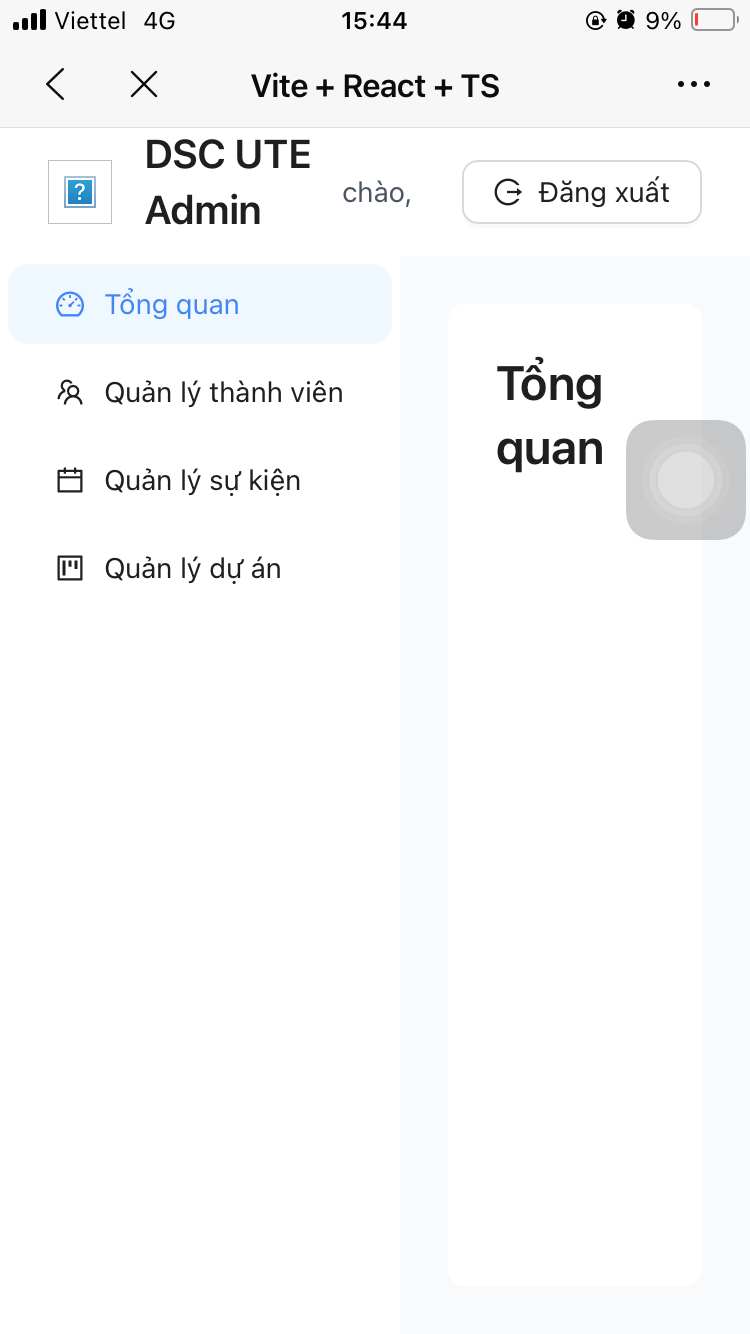 Viettel 4G 15:44 9%
Vite + React + TS
DSC UTE
Admin
chào,
Đăng xuất
Tổng quan
Quản lý thành viên
Quản lý sự kiện
Quản lý dự án
Tổng
quan